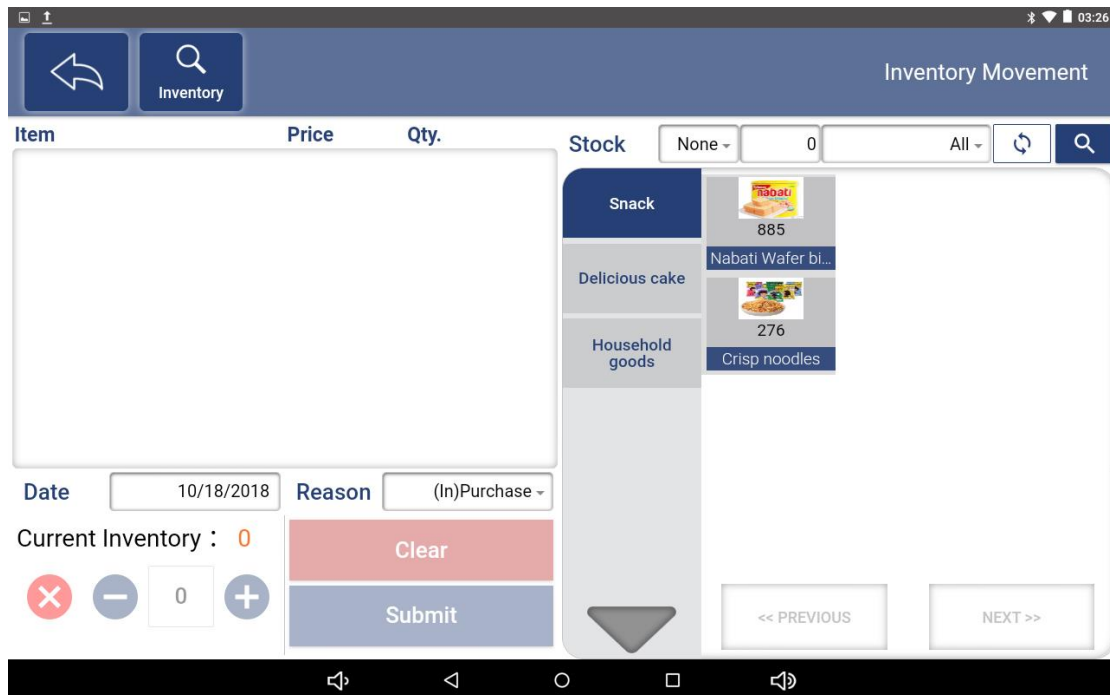 03:26
Inventory
Inventory Movement
Item Price Qty.
Stock None 0 All
Snack
nabati
885
Nabati Wafer bi...
Delicious cake
276
Crisp noodles
Household
goods
Date 10/18/2018 Reason (In)Purchase
Current Inventory : 0
Clear
0
Submit
<< PREVIOUS NEXT >>